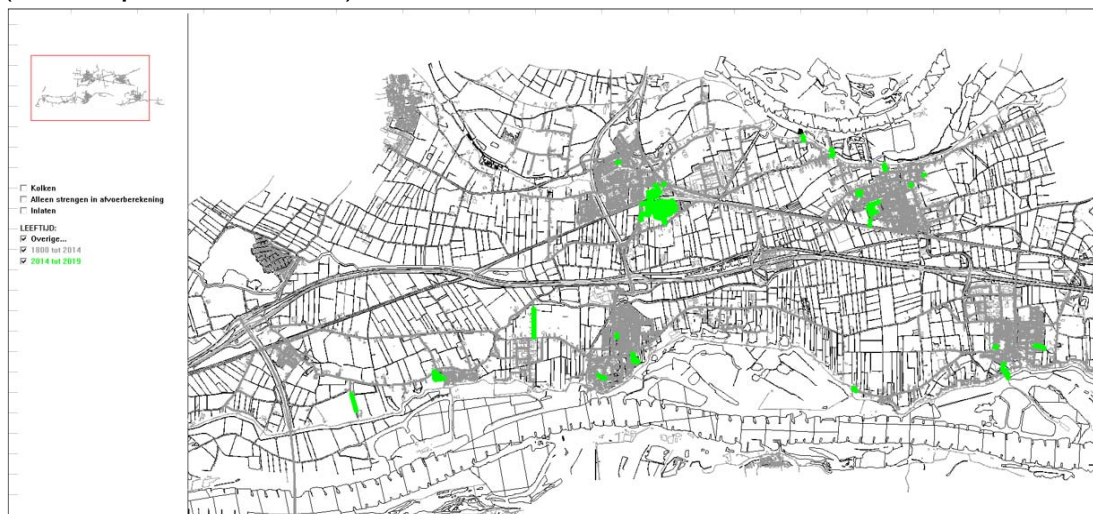 Kolken
Alleen strengen in afvoerberekening
Inlaten
LEEFTIJD:
Overige...
1800 tot 2014
2014 tot 2019